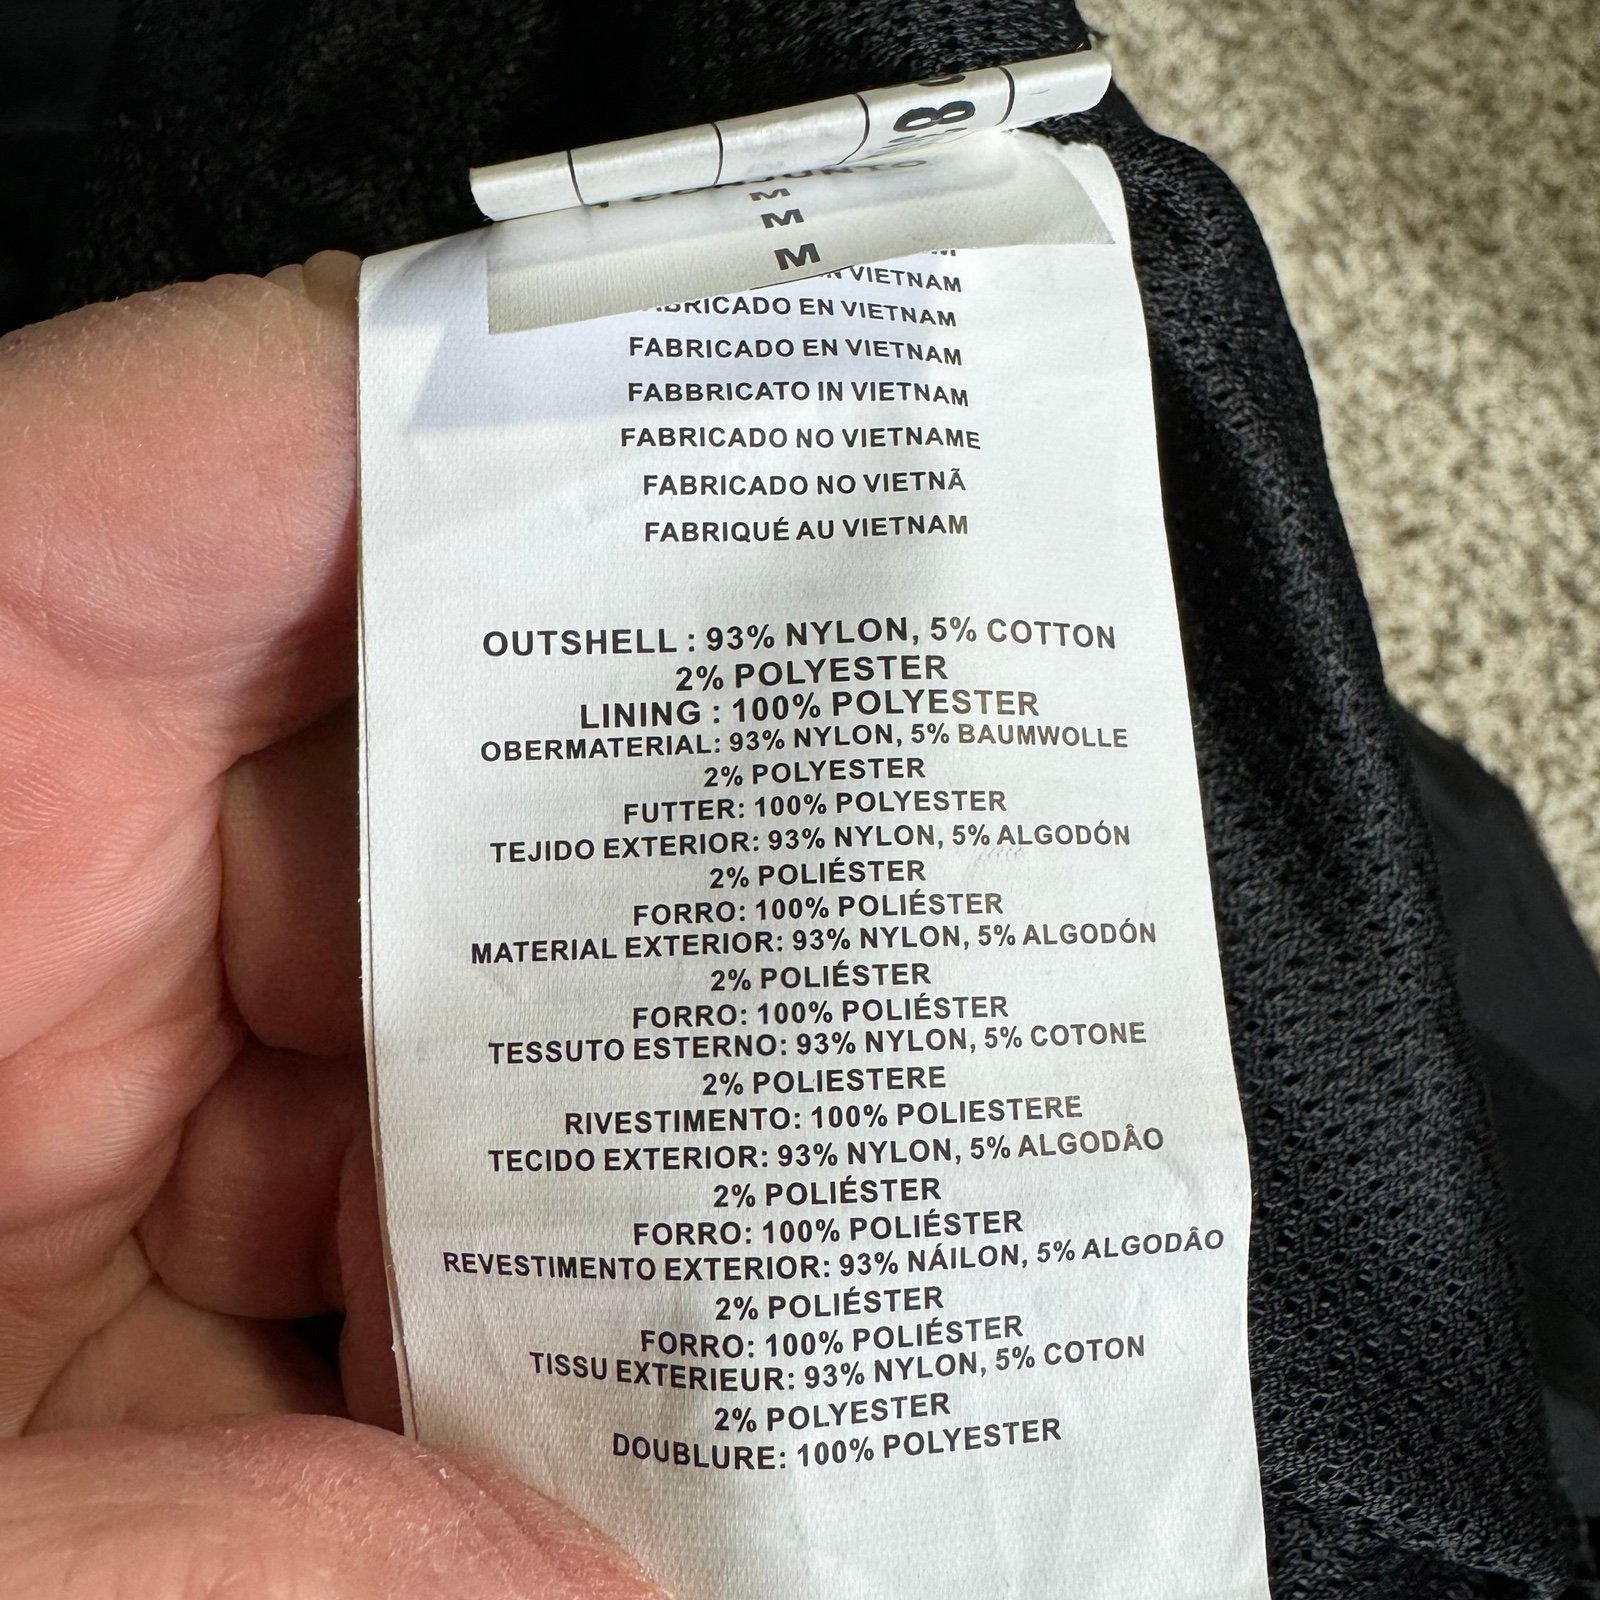 8
CONJUNTO
M
M
M
VIETNAM
FABRICADO EN VIETNAM
FABRICADO EN VIETNAM
FABBRICATO IN VIETNAM
FABRICADO NO VIETNAME
FABRICADO NO VIETNÃ
FABRIQUÉ AU VIETNAM
OUTSHELL : 93% NYLON, 5% COTTON
2% POLYESTER
LINING : 100% POLYESTER
OBERMATERIAL: 93% NYLON, 5% BAUMWOLLE
2% POLYESTER
FUTTER: 100% POLYESTER
TEJIDO EXTERIOR: 93% NYLON, 5% ALGODÓN
2% POLIÉSTER
FORRO: 100% POLIÉSTER
MATERIAL EXTERIOR: 93% NYLON, 5% ALGODÓN
2% POLIÉSTER
FORRO: 100% POLIÉSTER
TESSUTO ESTERNO: 93% NYLON, 5% COTONE
2% POLIESTERE
RIVESTIMENTO: 100% POLIESTERE
TECIDO EXTERIOR: 93% NYLON, 5% ALGODÂO
2% POLIÉSTER
FORRO: 100% POLIÉSTER
REVESTIMENTO EXTERIOR: 93% NÁILON, 5% ALGODÂO
2% POLIÉSTER
FORRO: 100% POLIÉSTER
TISSU EXTERIEUR: 93% NYLON, 5% COTON
2% POLYESTER
DOUBLURE: 100% POLYESTER